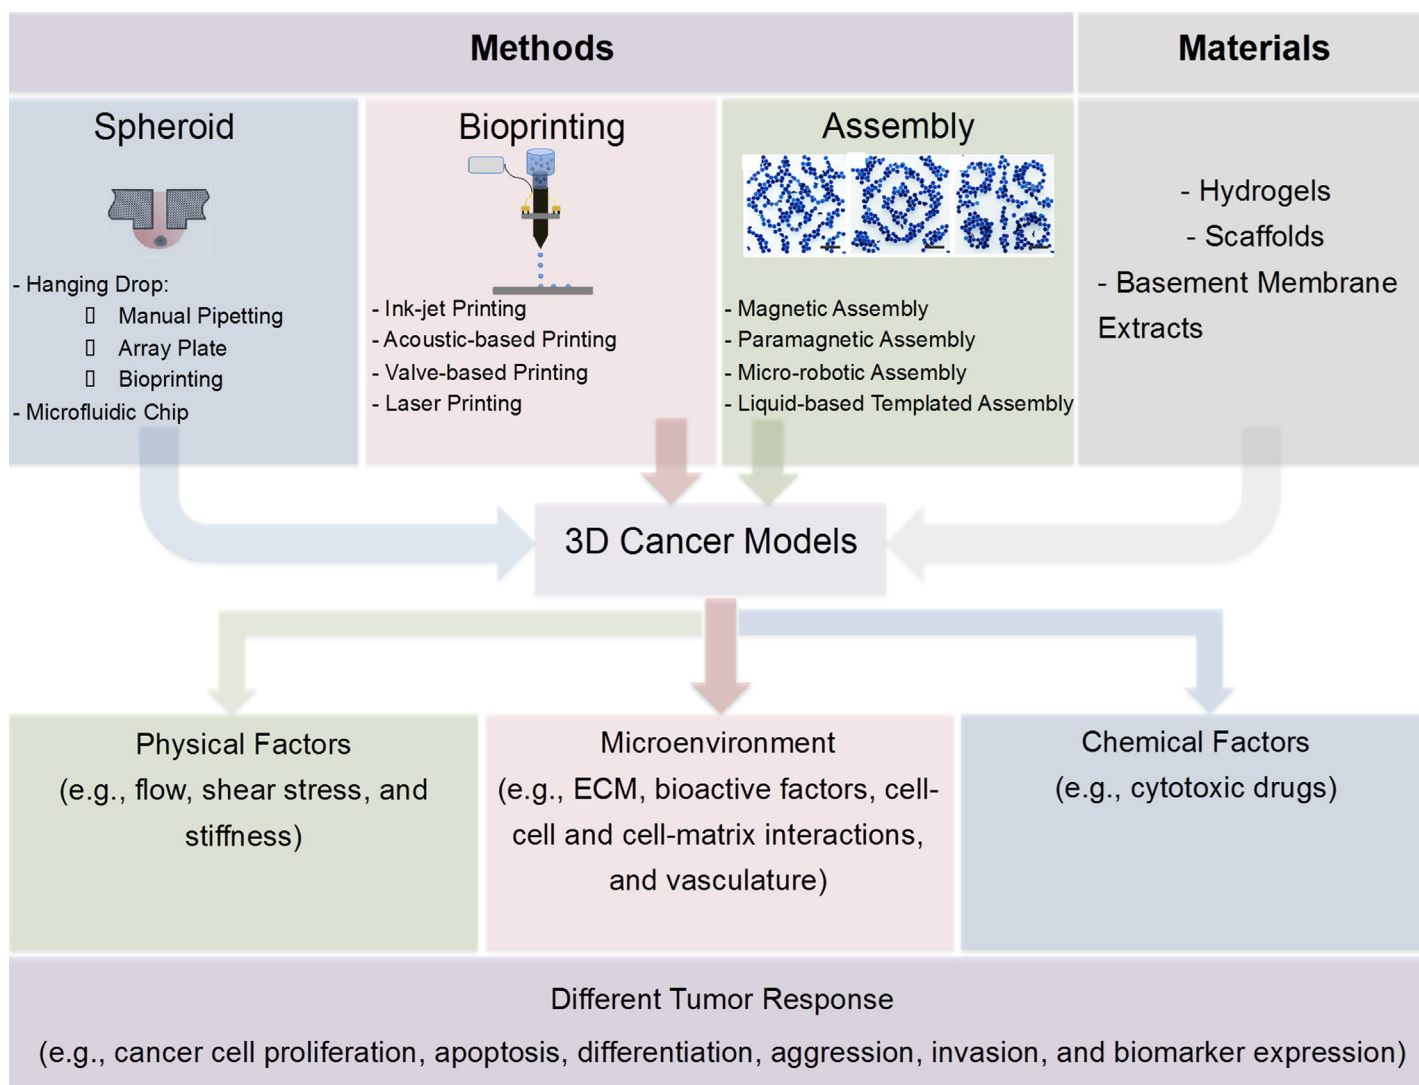 Methods
Materials
Spheroid
- Hanging Drop:
▯ Manual Pipetting
▯ Array Plate
▯ Bioprinting
- Microfluidic Chip
Bioprinting
- Ink-jet Printing
- Acoustic-based Printing
- Valve-based Printing
- Laser Printing
Assembly
- Magnetic Assembly
- Paramagnetic Assembly
- Micro-robotic Assembly
- Liquid-based Templated Assembly
- Hydrogels
- Scaffolds
- Basement Membrane
Extracts
3D Cancer Models
Physical Factors
(e.g., flow, shear stress, and
stiffness)
Microenvironment
(e.g., ECM, bioactive factors, cell-
cell and cell-matrix interactions,
and vasculature)
Chemical Factors
(e.g., cytotoxic drugs)
Different Tumor Response
(e.g., cancer cell proliferation, apoptosis, differentiation, aggression, invasion, and biomarker expression)